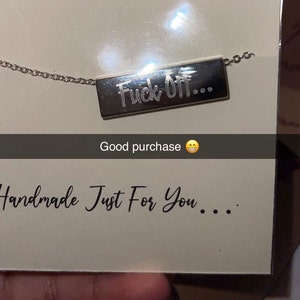 Fuck Off...
Good purchase 😁
Handmade Just For You....